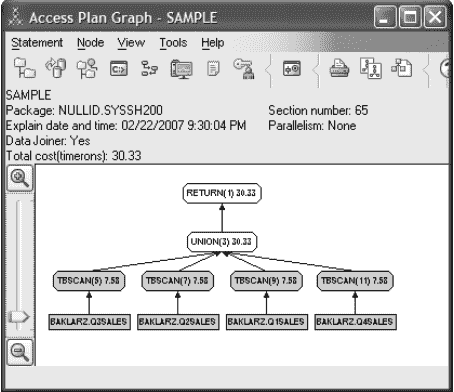 Access Plan Graph - SAMPLE
Statement Node View Tools Help
SAMPLE
Package: NULLID.SYSSH200 Section number: 65
Explain date and time: 02/22/2007 9:30:04 PM Parallelism: None
Data Joiner: Yes
Total cost(timerons): 30.33
RETURN(1) 30.33
UNION(3) 30.33
TBSCAN(5) 7.58 TBSCAN(7) 7.58 TBSCAN(9) 7.58 TBSCAN(11) 7.58
BAKLARZ.Q3SALES BAKLARZ.Q2SALES BAKLARZ.Q1SALES BAKLARZ.Q4SALES